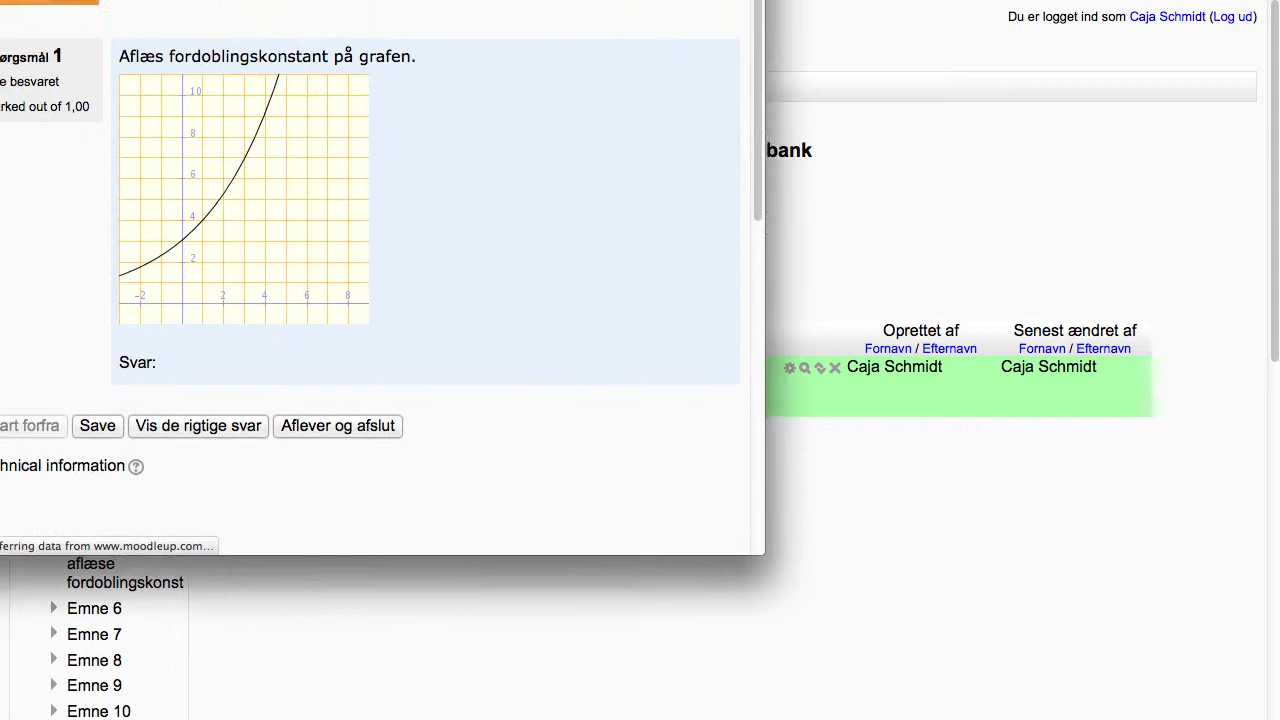 Du er logget ind som Caja Schmidt (Log ud)
ørgsmål 1
e besvaret
rked out of 1,00
Aflæs fordoblingskonstant på grafen.
10
8
6
4
2
-2 2 4 6 8
Svar:
art forfra Save Vis de rigtige svar Aflever og afslut
hnical information ?
ferring data from www.moodleup.com...
bank
Oprettet af Senest ændret af
Fornavn / Efternavn Fornavn / Efternavn
Caja Schmidt Caja Schmidt
aflæse
fordoblingskonst
Emne 6
Emne 7
Emne 8
Emne 9
Emne 10